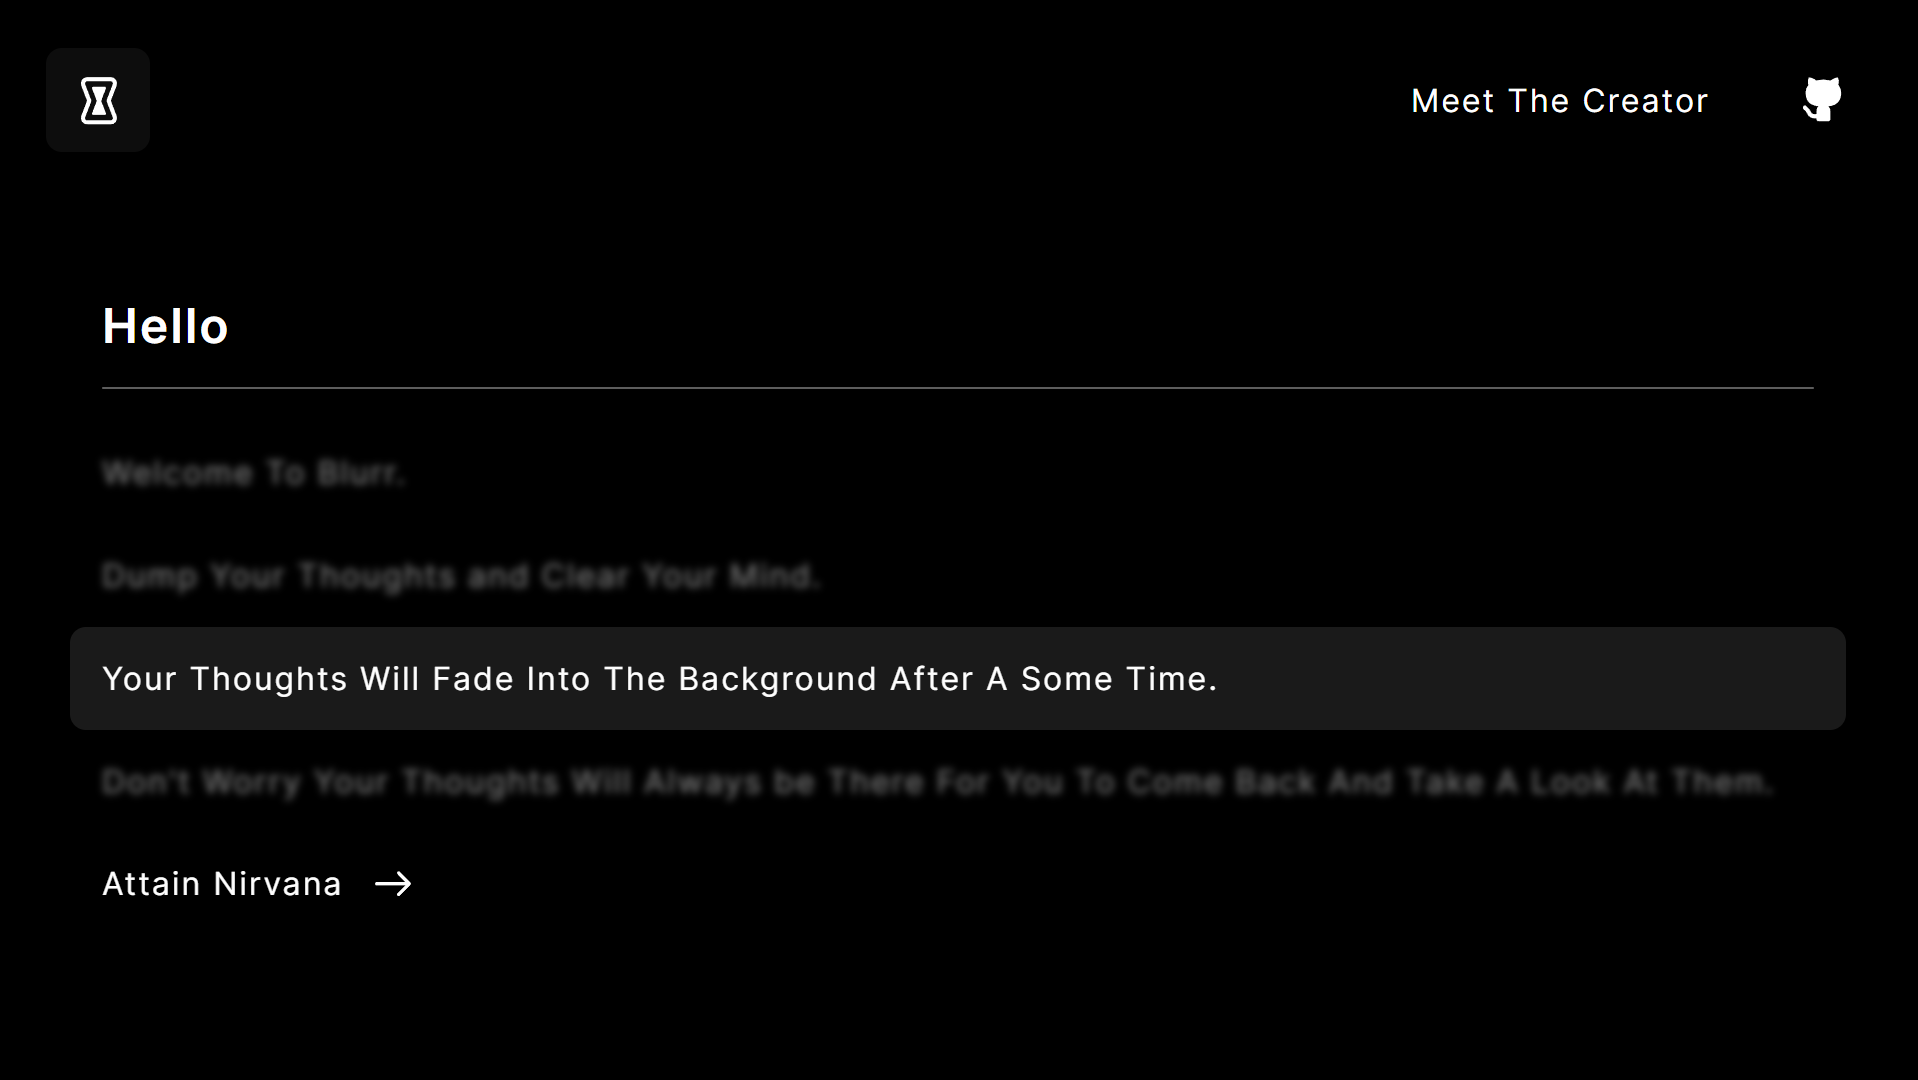 Meet The Creator
Hello
Welcome To Blurr.
Dump Your Thoughts and Clear Your Mind.
Your Thoughts Will Fade Into The Background After A Some Time.
Don't Worry Your Thoughts Will Always be There For You To Come Back And Take A Look At Them.
Attain Nirvana